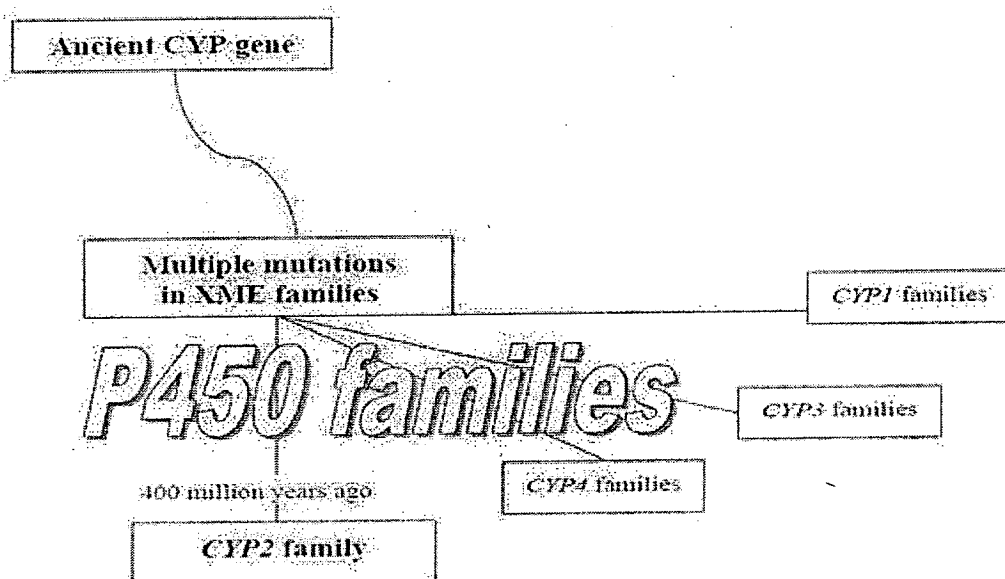 Ancient CYP gene
Multiple mutations
in XME families
CYP1 families
P450 families
CYP3 families
CYP4 families
400 million years ago
CYP2 family